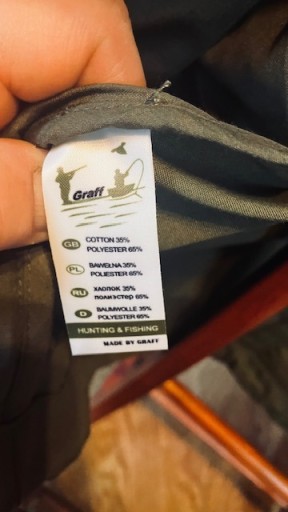 Graff
GB COTTON 35%
POLYESTER 65%
PL BAWEŁNA 35%
POLIESTER 65%
RU хлопок 35%
полиэстер 65%
D BAUMWOLLE 35%
POLYESTER 65%
HUNTING & FISHING
MADE BY GRAFF